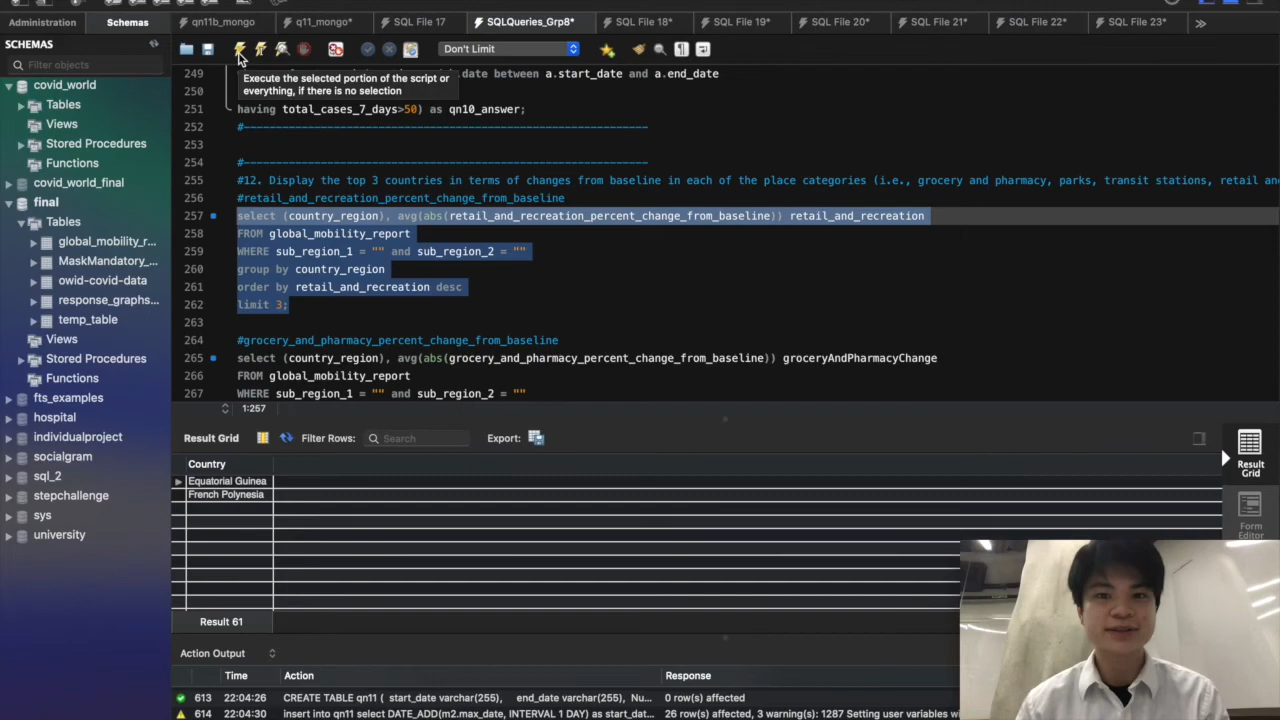 Administration
Schemas
qn11b_mongo
q11_mongo*
SQL File 17
SQLQueries_Grp8*
SQL File 18*
SQL File 19*
SQL File 20*
SQL File 21*
SQL File 22*
SQL File 23*
SCHEMAS
Filter objects
covid_world
Tables
Views
Stored Procedures
Functions
covid_world_final
final
Tables
global_mobility_r...
MaskMandatory_...
owid-covid-data
response_graphs...
temp_table
Views
Stored Procedures
Functions
fts_examples
hospital
individualproject
socialgram
sql_2
stepchallenge
sys
university
Don't Limit
Execute the selected portion of the script or
everything, if there is no selection
249 date between a.start_date and a.end_date
250
251 having total_cases_7_days>50) as qn10_answer;
252 #---------------------------------------------------------
253
254 #---------------------------------------------------------
255 #12. Display the top 3 countries in terms of changes from baseline in each of the place categories (i.e., grocery and pharmacy, parks, transit stations, retail and
256 #retail_and_recreation_percent_change_from_baseline
257 select (country_region), avg(abs(retail_and_recreation_percent_change_from_baseline)) retail_and_recreation
258 FROM global_mobility_report
259 WHERE sub_region_1 = "" and sub_region_2 = ""
260 group by country_region
261 order by retail_and_recreation desc
262 limit 3;
263
264 #grocery_and_pharmacy_percent_change_from_baseline
265 select (country_region), avg(abs(grocery_and_pharmacy_percent_change_from_baseline)) groceryAndPharmacyChange
266 FROM global_mobility_report
267 WHERE sub_region_1 = "" and sub_region_2 = ""
1:257
Result Grid Filter Rows: Search Export:
Country
Equatorial Guinea
French Polynesia
Result
Grid
Form
Editor
Result 61
Action Output
Time Action Response
613 22:04:26 CREATE TABLE qn11 ( start_date varchar(255), end_date varchar(255), Nu... 0 row(s) affected
614 22:04:30 insert into qn11 select DATE_ADD(m2.max_date, INTERVAL 1 DAY) as start_dat... 26 row(s) affected, 3 warning(s): 1287 Setting user variables wi